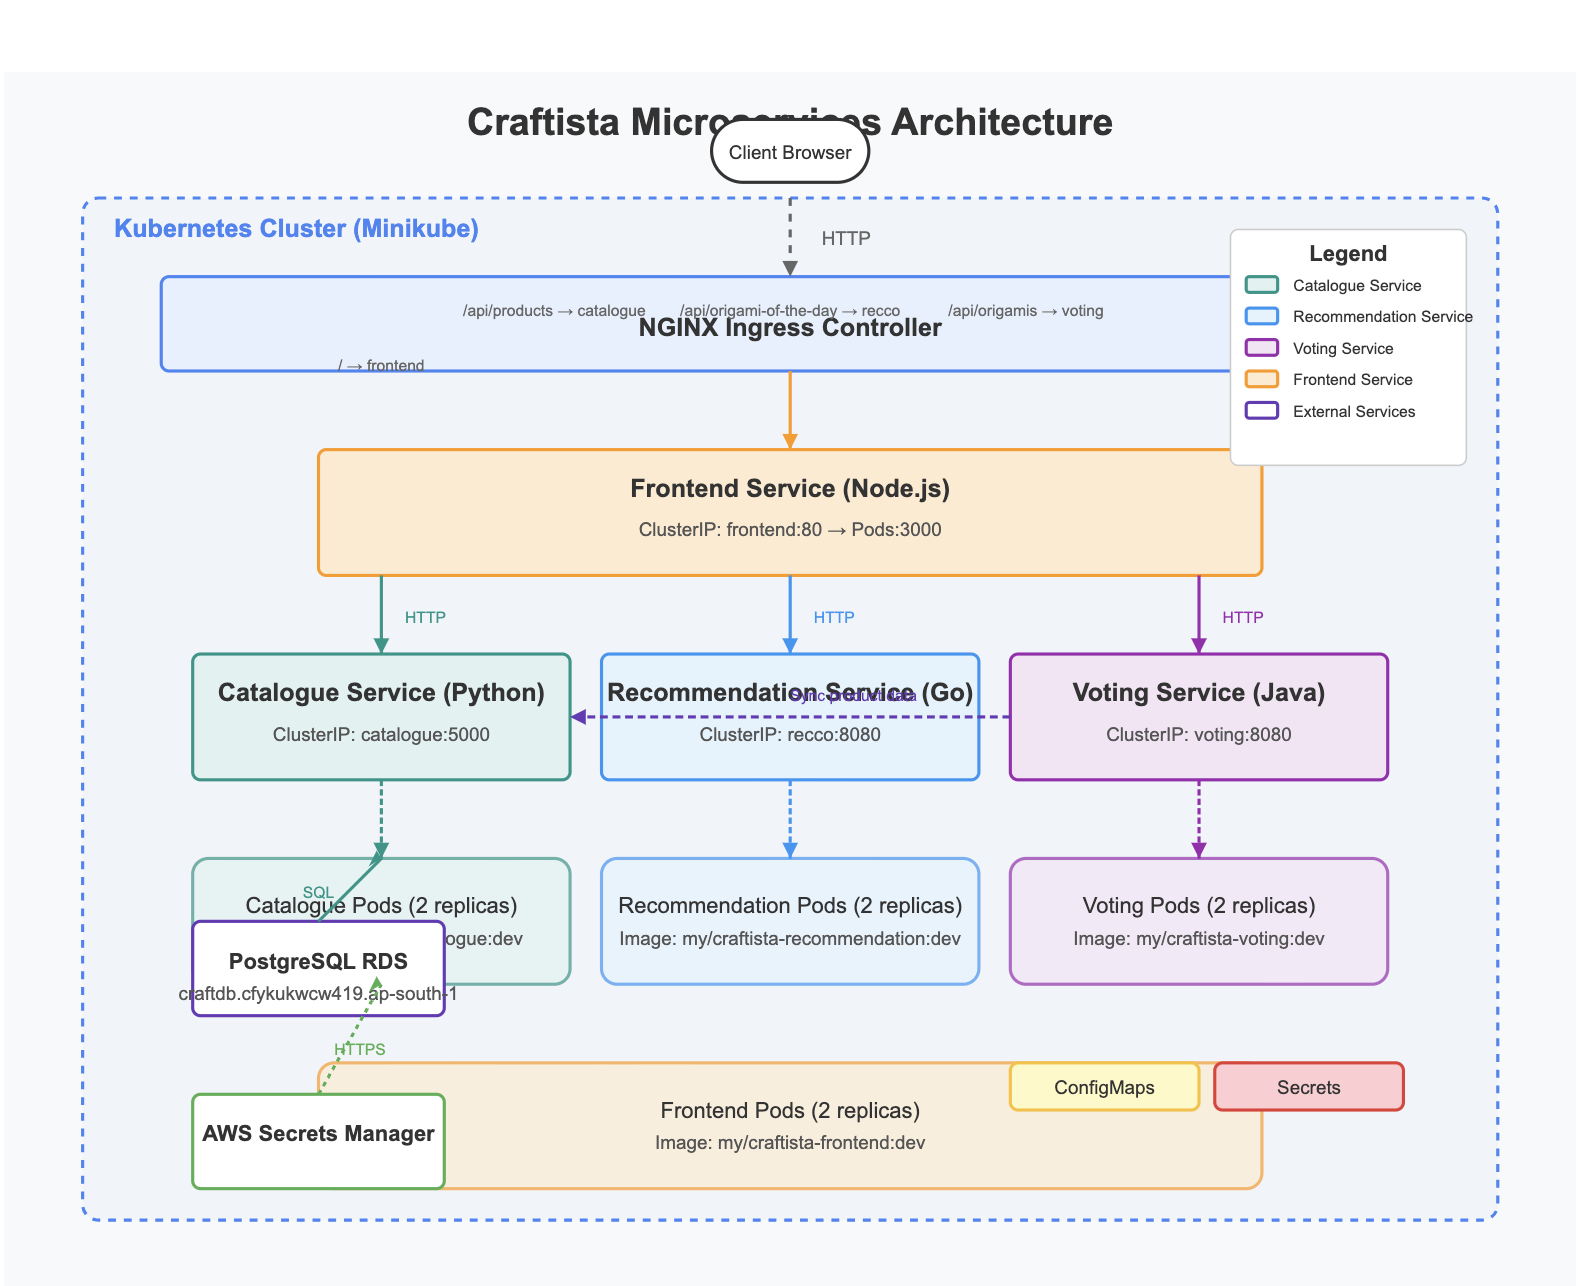 Craftista Microservices Architecture
Client Browser
Kubernetes Cluster (Minikube)
HTTP
Legend
Catalogue Service
Recommendation Service
Voting Service
Frontend Service
External Services
/api/products → catalogue
/api/origami-of-the-day → recco
/api/origamis → voting
NGINX Ingress Controller
/ → frontend
Frontend Service (Node.js)
ClusterIP: frontend:80 → Pods:3000
HTTP
HTTP
HTTP
Catalogue Service (Python)
ClusterIP: catalogue:5000
Recommendation Service (Go)
Sync product data
ClusterIP: recco:8080
Voting Service (Java)
ClusterIP: voting:8080
SQL
Catalogue Pods (2 replicas)
ogue:dev
Recommendation Pods (2 replicas)
Image: my/craftista-recommendation:dev
Voting Pods (2 replicas)
Image: my/craftista-voting:dev
PostgreSQL RDS
craftdb.cfykukwcw419.ap-south-1
HTTPS
AWS Secrets Manager
Frontend Pods (2 replicas)
Image: my/craftista-frontend:dev
ConfigMaps
Secrets